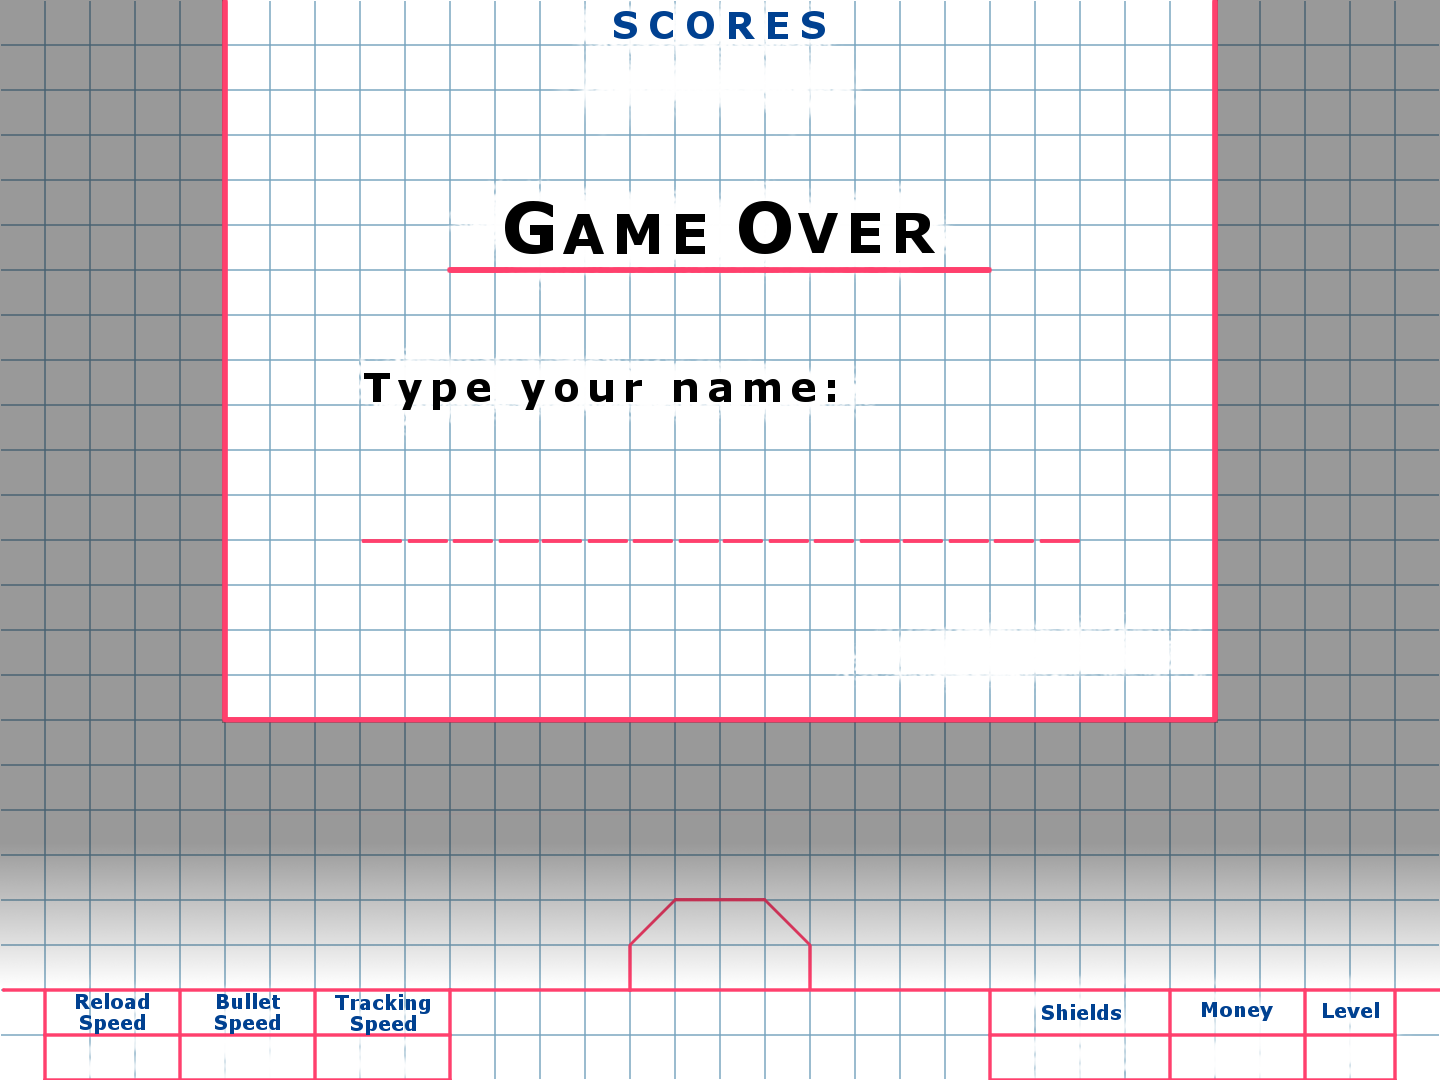 SCORES
GAME OVER
Type your name:
Reload Speed
Bullet Speed
Tracking Speed
Shields
Money
Level